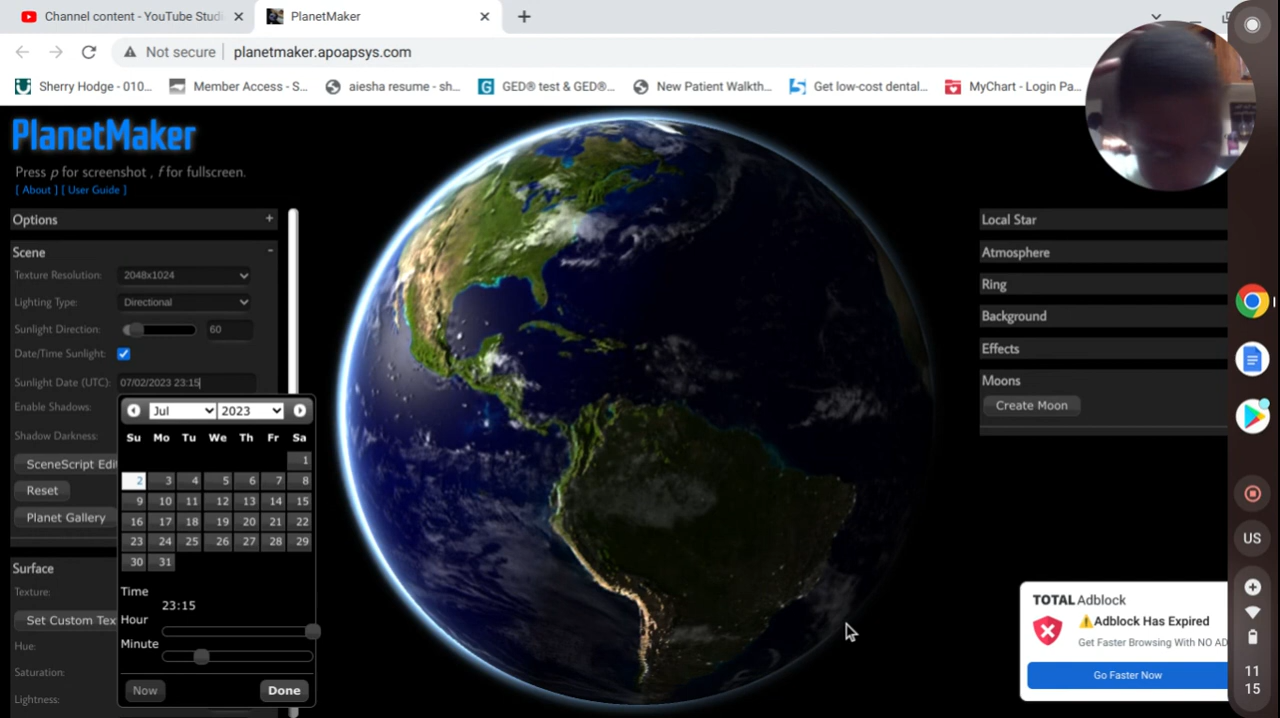 Channel content - YouTube Studi
PlanetMaker
Not secure
planetmaker.apoapsys.com
Sherry Hodge - 010...
Member Access - S...
aiesha resume - sh...
GED® test & GED®...
New Patient Walkth...
Get low-cost dental...
MyChart - Login Pa...
PlanetMaker
Press p for screenshot , f for fullscreen.
[ About ] [ User Guide ]
Options +
Scene -
Texture Resolution: 2048x1024
Lighting Type: Directional
Sunlight Direction: 60
Date/Time Sunlight:
Sunlight Date (UTC): 07/02/2023 23:15
Enable Shadows:
Shadow Darkness:
SceneScript Edi
Reset
Planet Gallery
Surface
Texture:
Set Custom Tex
Hue:
Saturation:
Lightness:
Jul 2023
Su Mo Tu We Th Fr Sa
1
2 3 4 5 6 7 8
9 10 11 12 13 14 15
16 17 18 19 20 21 22
23 24 25 26 27 28 29
30 31
Time
23:15
Hour
Minute
Now Done
Local Star
Atmosphere
Ring
Background
Effects
Moons
Create Moon
TOTAL Adblock
Adblock Has Expired
Get Faster Browsing With NO AD
Go Faster Now
US
11
15